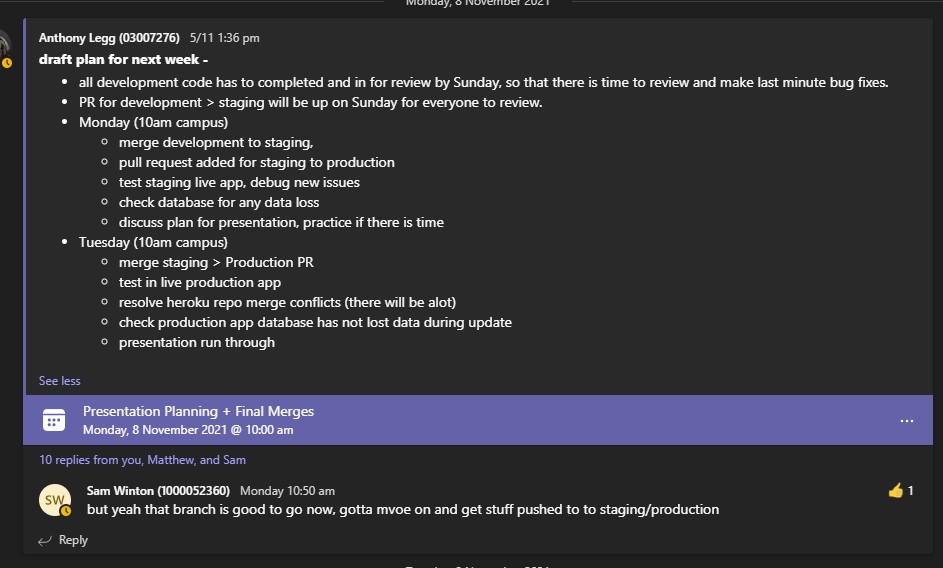 Monday, 8 November 2021
Anthony Legg (03007276) 5/11 1:36 pm
draft plan for next week -
• all development code has to completed and in for review by Sunday, so that there is time to review and make last minute bug fixes.
• PR for development > staging will be up on Sunday for everyone to review.
• Monday (10am campus)
○ merge development to staging,
○ pull request added for staging to production
○ test staging live app, debug new issues
○ check database for any data loss
○ discuss plan for presentation, practice if there is time
• Tuesday (10am campus)
○ merge staging > Production PR
○ test in live production app
○ resolve heroku repo merge conflicts (there will be alot)
○ check production app database has not lost data during update
○ presentation run through
See less
Presentation Planning + Final Merges
Monday, 8 November 2021 @ 10:00 am
...
10 replies from you, Matthew, and Sam
SW
Sam Winton (1000052360) Monday 10:50 am
👍 1
but yeah that branch is good to go now, gotta mvoe on and get stuff pushed to to staging/production
Reply